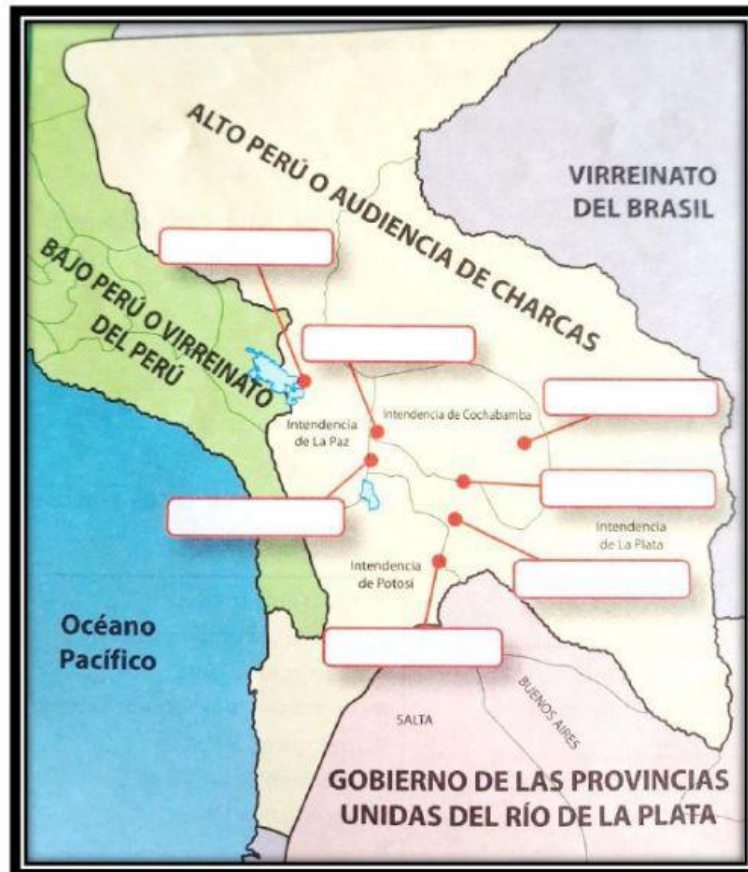 ALTO PERÚ O AUDIENCIA DE CHARCAS
VIRREINATO
DEL BRASIL
BAJO PERÚ O VIRREINATO
DEL PERÚ
Intendencia
de La Paz
Intendencia de Cochabamba
Intendencia
de La Plata
Intendencia
de Potosí
Océano
Pacífico
SALTA
BUENOS AIRES
GOBIERNO DE LAS PROVINCIAS
UNIDAS DEL RÍO DE LA PLATA